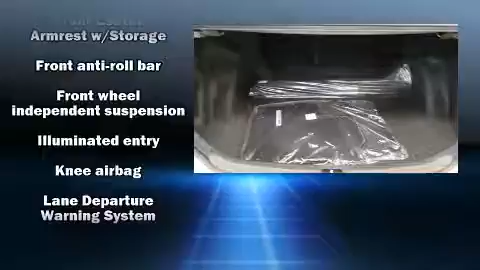 Armrest w/Storage
Front anti-roll bar
Front wheel
independent suspension
Illuminated entry
Knee airbag
Lane Departure
Warning System